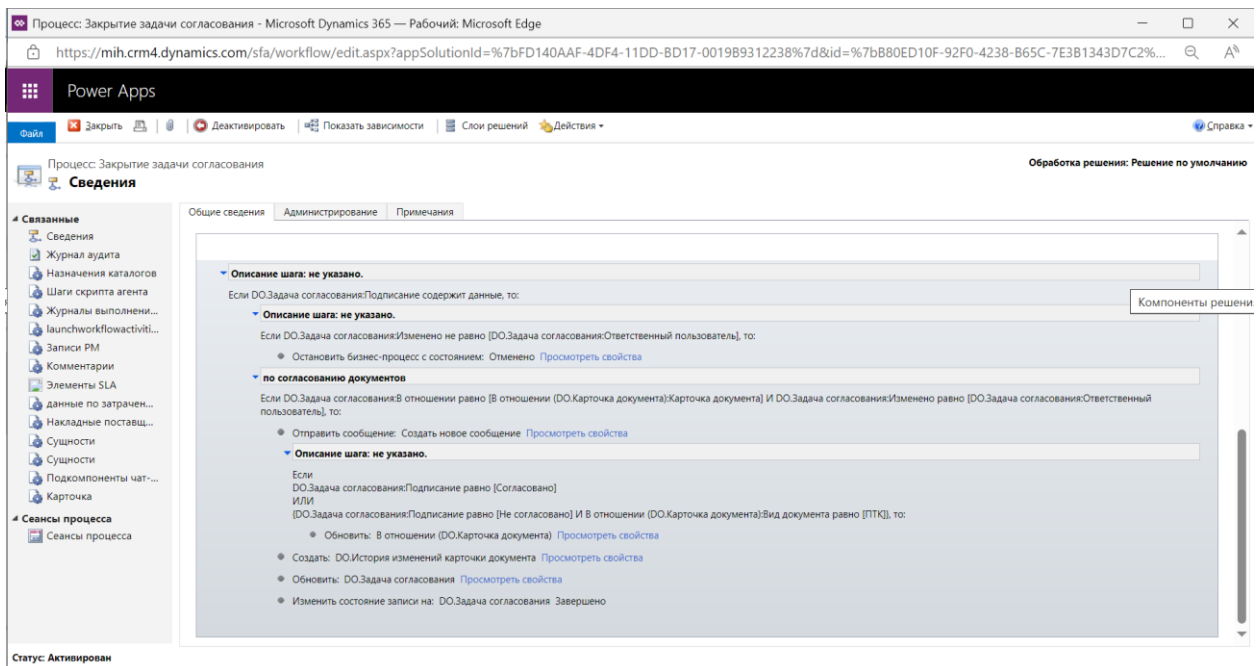 Процесс: Закрытие задачи согласования - Microsoft Dynamics 365 — Рабочий: Microsoft Edge
https://mih.crm4.dynamics.com/sfa/workflow/edit.aspx?appSolutionId=%7bFD140AAF-4DF4-11DD-BD17-0019B9312238%7d&id=%7bB80ED10F-92F0-4238-B65C-7E3B1343D7C2%...
Power Apps
Файл Закрыть Деактивировать Показать зависимости Слои решений Действия Справка
Процесс: Закрытие задачи согласования
Сведения
Обработка решения: Решение по умолчанию
Связанные
Сведения
Журнал аудита
Назначения каталогов
Шаги скрипта агента
Журналы выполнени...
launchworkflowactiviti...
Записи PM
Комментарии
Элементы SLA
данные по затрачен...
Накладные поставщ...
Сущности
Сущности
Подкомпоненты чат-...
Карточка
Сеансы процесса
Сеансы процесса
Общие сведения Администрирование Примечания
Описание шага: не указано.
Если DO.Задача согласования:Подписание содержит данные, то:
Компоненты решени
Описание шага: не указано.
Если DO.Задача согласования:Изменено не равно [DO.Задача согласования:Ответственный пользователь], то:
Остановить бизнес-процесс с состоянием: Отменено Просмотреть свойства
по согласованию документов
Если DO.Задача согласования:В отношении равно [В отношении (DO.Карточка документа):Карточка документа] И DO.Задача согласования:Изменено равно [DO.Задача согласования:Ответственный
пользователь], то:
Отправить сообщение: Создать новое сообщение Просмотреть свойства
Описание шага: не указано.
Если
DO.Задача согласования:Подписание равно [Согласовано]
ИЛИ
{DO.Задача согласования:Подписание равно [Не согласовано] И В отношении (DO.Карточка документа):Вид документа равно [ПТК]}, то:
Обновить: В отношении (DO.Карточка документа) Просмотреть свойства
Создать: DO.История изменений карточки документа Просмотреть свойства
Обновить: DO.Задача согласования Просмотреть свойства
Изменить состояние записи на: DO.Задача согласования Завершено
Статус: Активирован